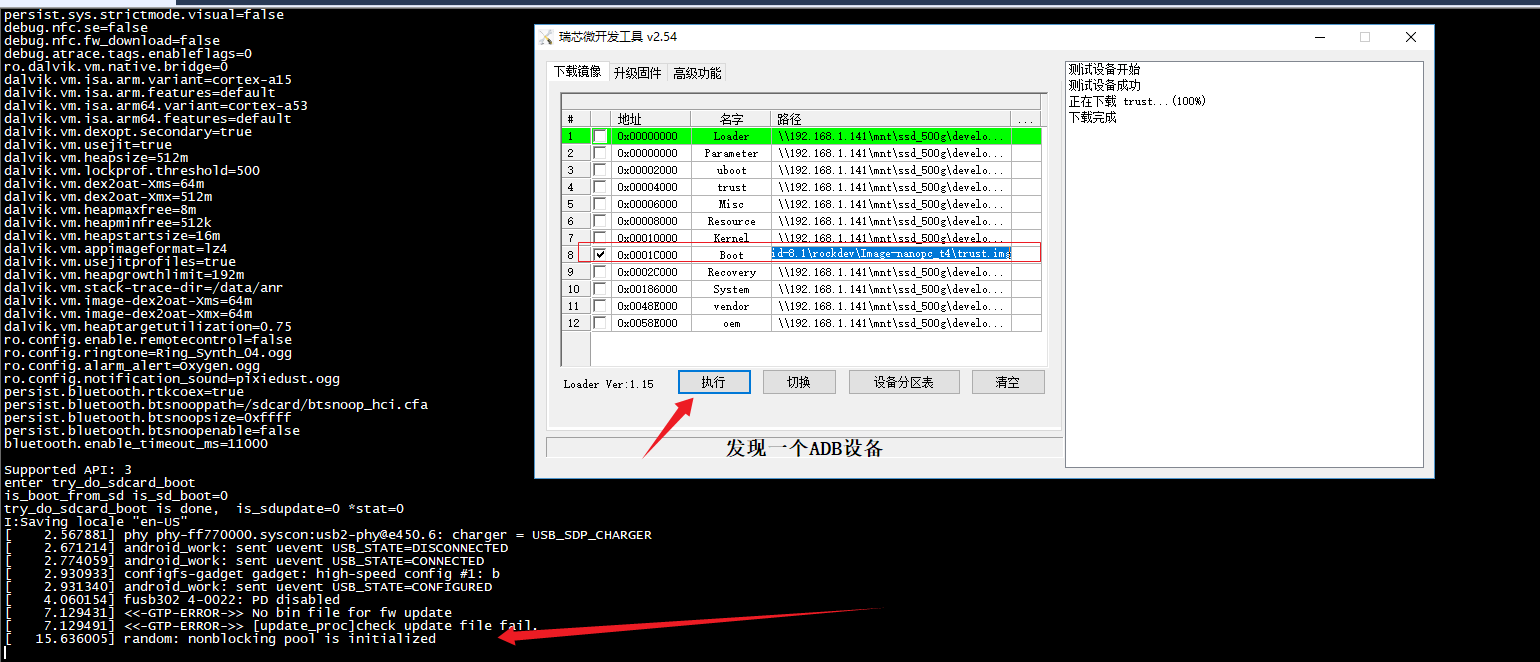 persist.sys.strictmode.visual=false
debug.nfc.se=false
debug.nfc.fw_download=false
debug.atrace.tags.enableflags=0
ro.dalvik.vm.native.bridge=0
dalvik.vm.isa.arm.variant=cortex-a15
dalvik.vm.isa.arm.features=default
dalvik.vm.isa.arm64.variant=cortex-a53
dalvik.vm.isa.arm64.features=default
dalvik.vm.dexopt.secondary=true
dalvik.vm.usejit=true
dalvik.vm.heapsize=512m
dalvik.vm.lockprof.threshold=500
dalvik.vm.dex2oat-Xms=64m
dalvik.vm.dex2oat-Xmx=512m
dalvik.vm.heapmaxfree=8m
dalvik.vm.heapminfree=512k
dalvik.vm.heapstartsize=16m
dalvik.vm.appimageformat=lz4
dalvik.vm.usejitprofiles=true
dalvik.vm.heapgrowthlimit=192m
dalvik.vm.stack-trace-dir=/data/anr
dalvik.vm.image-dex2oat-Xms=64m
dalvik.vm.image-dex2oat-Xmx=64m
dalvik.vm.heaptargetutilization=0.75
ro.config.enable.remotecontrol=false
ro.config.ringtone=Ring_Synth_04.ogg
ro.config.alarm_alert=Oxygen.ogg
ro.config.notification_sound=pixiedust.ogg
persist.bluetooth.rtkcoex=true
persist.bluetooth.btsnooppath=/sdcard/btsnoop_hci.cfa
persist.bluetooth.btsnoopsize=0xffff
persist.bluetooth.btsnoopenable=false
bluetooth.enable_timeout_ms=11000
Supported API: 3
enter try_do_sdcard_boot
is_boot_from_sd is_sd_boot=0
try_do_sdcard_boot is done,  is_sdupdate=0 *stat=0
I:Saving locale "en-US"
[    2.567881] phy phy-ff770000.syscon:usb2-phy@e450.6: charger = USB_SDP_CHARGER
[    2.671214] android_work: sent uevent USB_STATE=DISCONNECTED
[    2.774059] android_work: sent uevent USB_STATE=CONNECTED
[    2.930933] configfs-gadget gadget: high-speed config #1: b
[    2.931340] android_work: sent uevent USB_STATE=CONFIGURED
[    4.060154] fusb302 4-0022: PD disabled
[    7.129431] <<-GTP-ERROR->> No bin file for fw update
[    7.129491] <<-GTP-ERROR->> [update_proc]check update file fail.
[   15.636005] random: nonblocking pool is initialized
瑞芯微开发工具 v2.54
下载镜像 升级固件 高级功能
# 地址 名字 路径 ...
1 0x00000000 Loader \\192.168.1.141\mnt\ssd_500g\develo...
2 0x00000000 Parameter \\192.168.1.141\mnt\ssd_500g\develo...
3 0x00002000 uboot \\192.168.1.141\mnt\ssd_500g\develo...
4 0x00004000 trust \\192.168.1.141\mnt\ssd_500g\develo...
5 0x00006000 Misc \\192.168.1.141\mnt\ssd_500g\develo...
6 0x00008000 Resource \\192.168.1.141\mnt\ssd_500g\develo...
7 0x00010000 Kernel \\192.168.1.141\mnt\ssd_500g\develo...
8 0x0001C000 Boot id-8.1\rockdev\Image-nanopc_t4\trust.img
9 0x0002C000 Recovery \\192.168.1.141\mnt\ssd_500g\develo...
10 0x00186000 System \\192.168.1.141\mnt\ssd_500g\develo...
11 0x0048E000 vendor \\192.168.1.141\mnt\ssd_500g\develo...
12 0x0058E000 oem \\192.168.1.141\mnt\ssd_500g\develo...
Loader Ver:1.15 执行 切换 设备分区表 清空
发现一个ADB设备
测试设备开始
测试设备成功
正在下载 trust...(100%)
下载完成